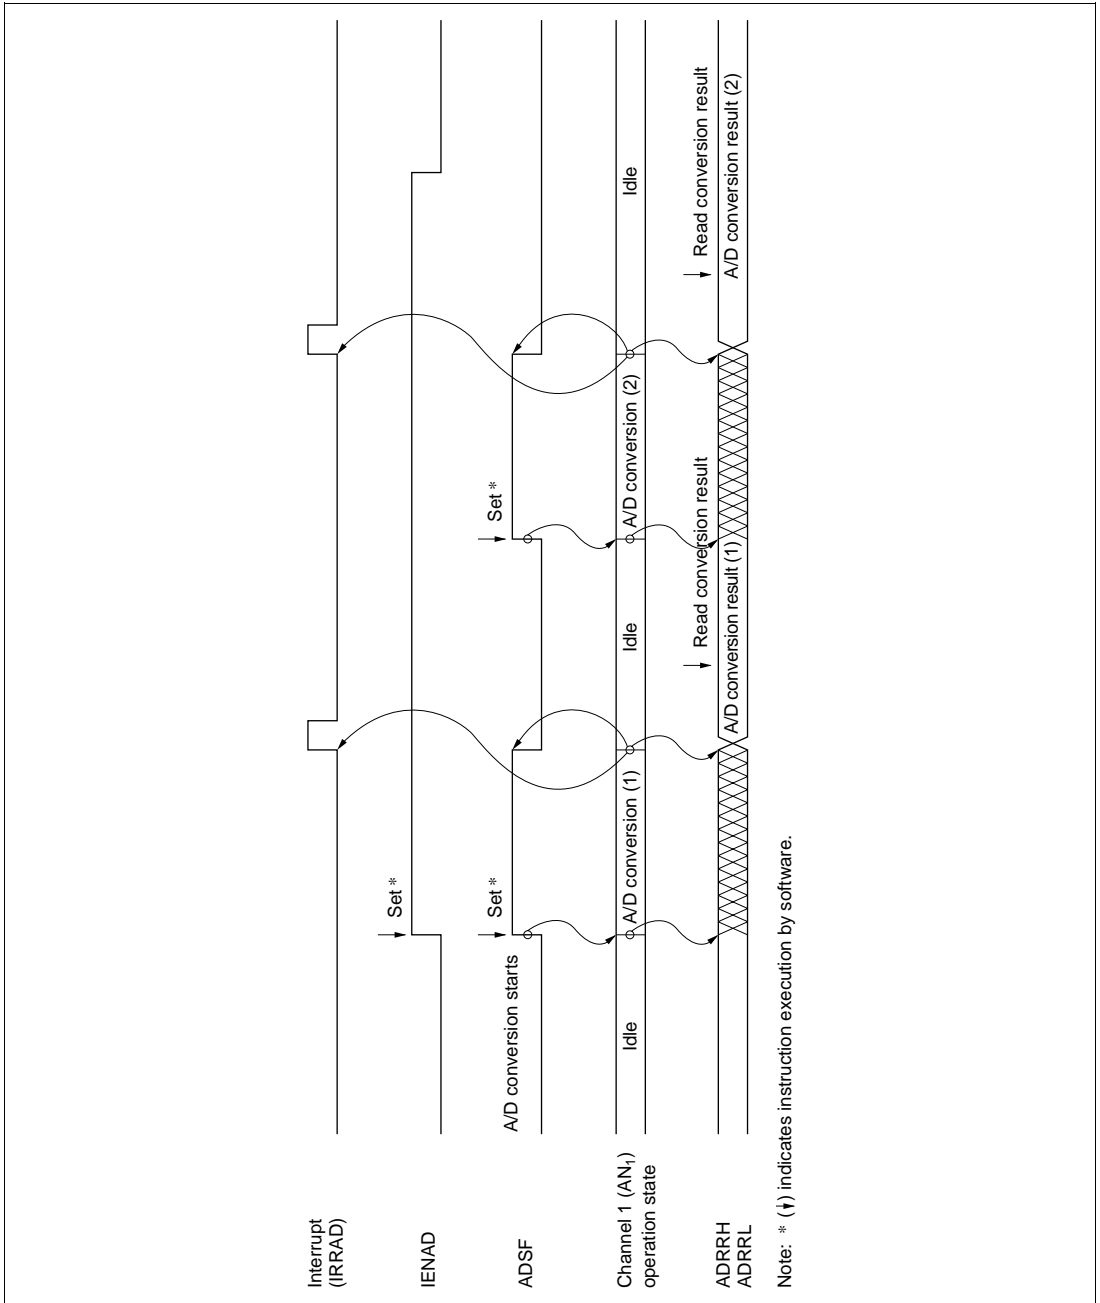 Interrupt
(IRRAD)
IENAD
Set *
ADSF
A/D conversion starts
Set *
Set *
Channel 1 (AN₁)
operation state
Idle
A/D conversion (1)
Idle
A/D conversion (2)
Idle
Read conversion result
Read conversion result
ADRRH
ADRRL
A/D conversion result (1)
A/D conversion result (2)
Note: * (↓) indicates instruction execution by software.